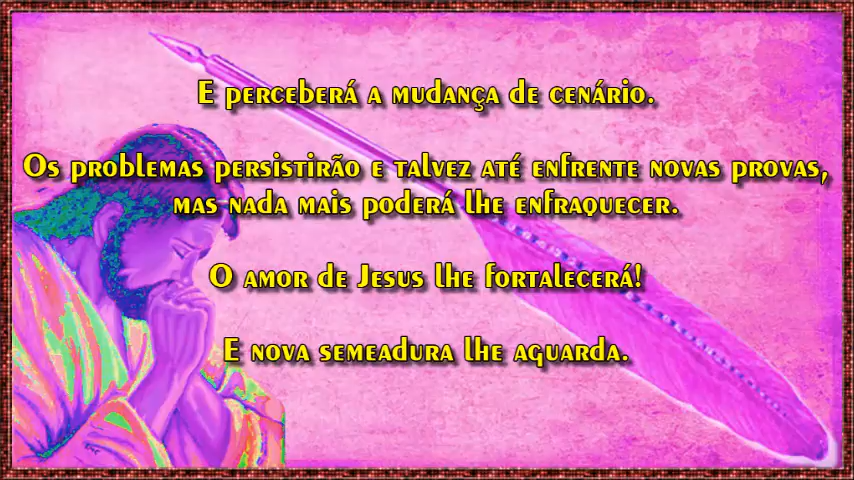 E perceberá a mudança de cenário.
Os problemas persistirão e talvez até enfrente novas provas,
mas nada mais poderá lhe enfraquecer.
O amor de Jesus lhe fortalecerá!
E nova semeadura lhe aguarda.